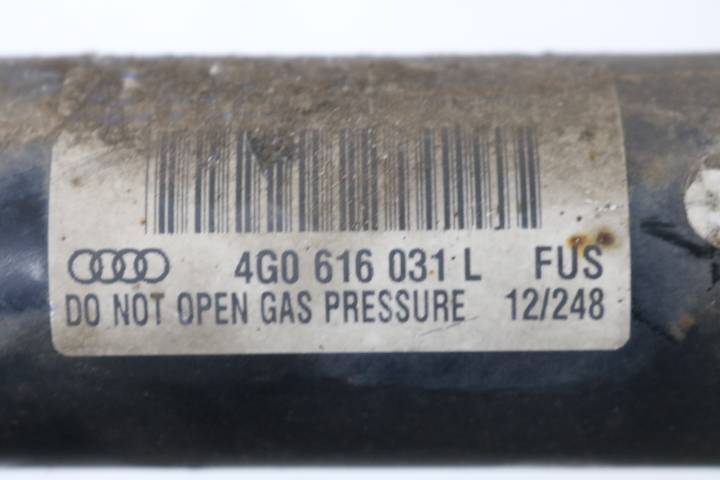 4G0 616 031 L FUS
DO NOT OPEN GAS PRESSURE 12/248